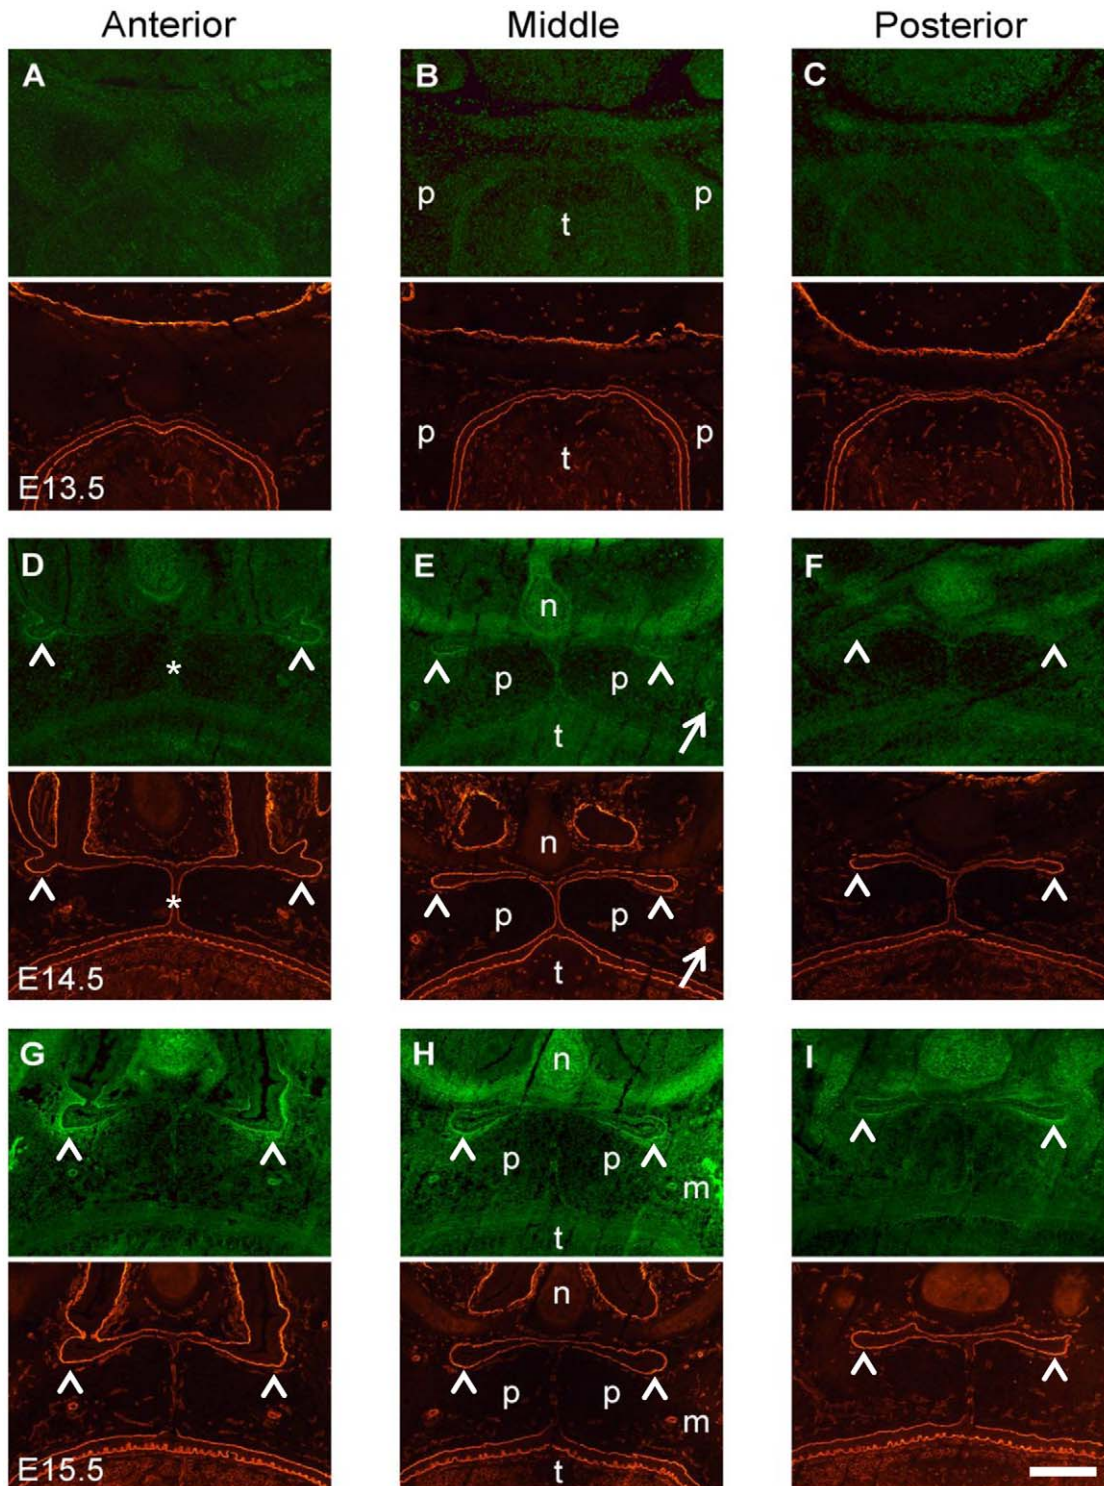 Anterior Middle Posterior
A B C
p t p
p t p
E13.5
D E F
n
p p
* t
n
* p p
t
E14.5
G H I
n
p p
m
t
n
p p
m
t
E15.5